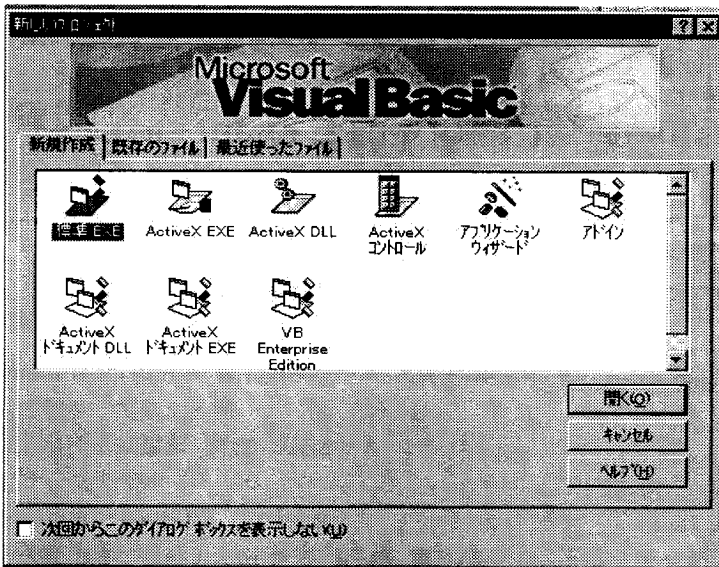 新しいプロジェクト
Microsoft
Visual Basic
新規作成 既存のファイル 最近使ったファイル
標準 EXE ActiveX EXE ActiveX DLL ActiveX コントロール アプリケーション ウィザード アドイン
ActiveX ドキュメント DLL ActiveX ドキュメント EXE VB Enterprise Edition
開く(O)
キャンセル
ヘルプ(H)
次回からこのダイアログ ボックスを表示しない(U)